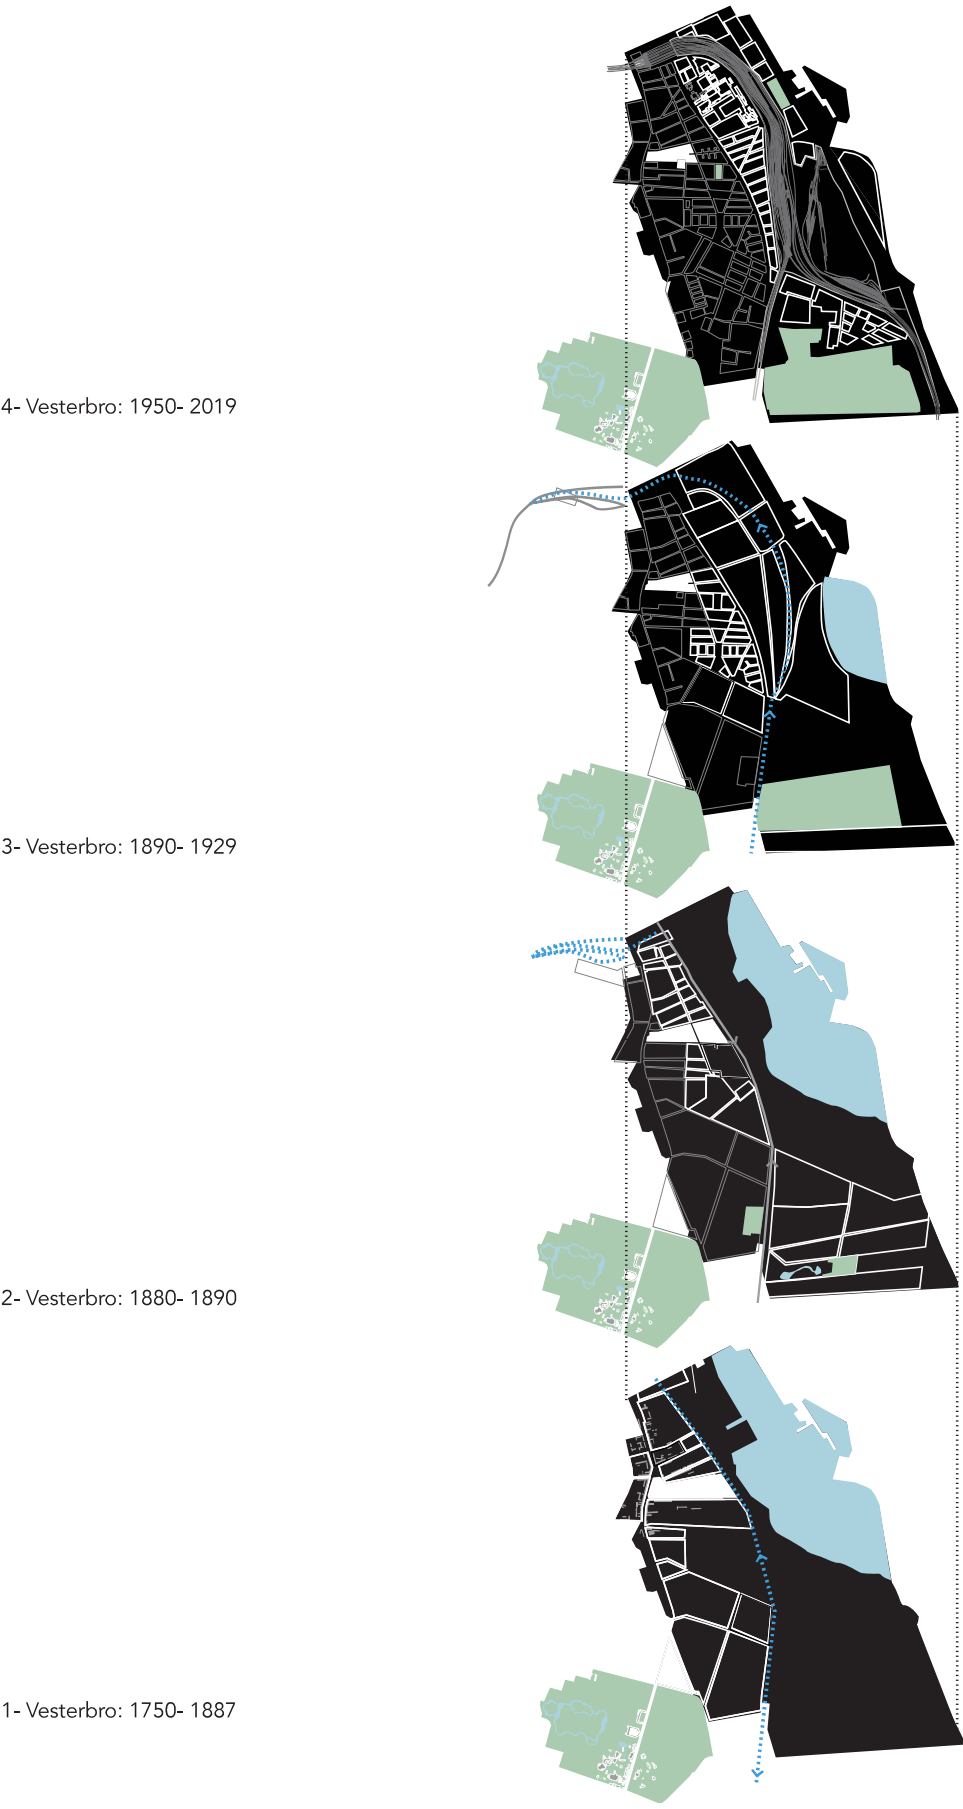 4- Vesterbro: 1950- 2019
3- Vesterbro: 1890- 1929
2- Vesterbro: 1880- 1890
1- Vesterbro: 1750- 1887